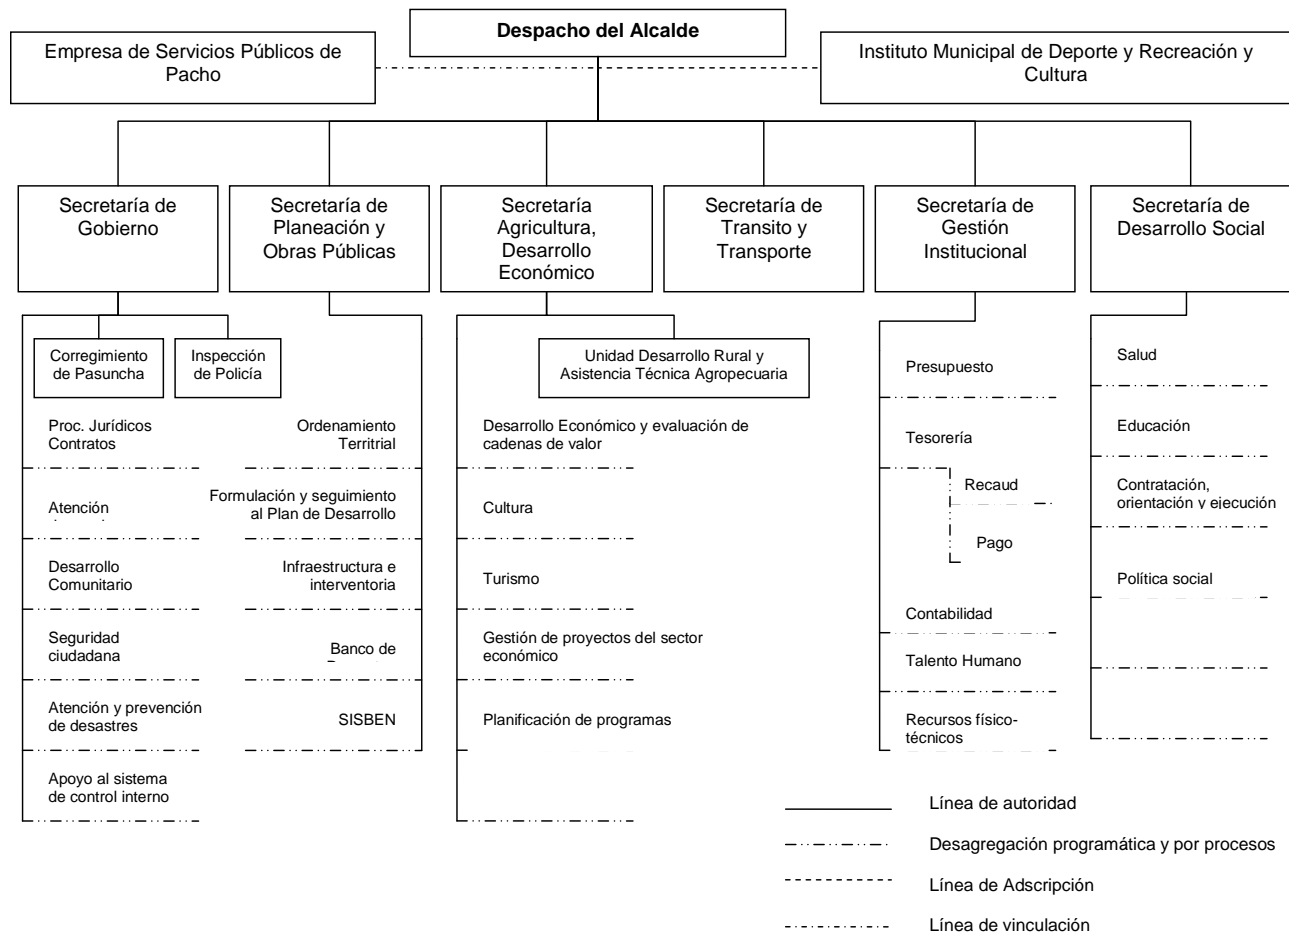 Despacho del Alcalde
Empresa de Servicios Públicos de
Pacho
Instituto Municipal de Deporte y Recreación y
Cultura
Secretaría de
Gobierno
Secretaría de
Planeación y
Obras Públicas
Secretaría
Agricultura,
Desarrollo
Económico
Secretaría de
Transito y
Transporte
Secretaría de
Gestión
Institucional
Secretaría de
Desarrollo Social
Corregimiento
de Pasuncha
Inspección
de Policía
Proc. Jurídicos
Contratos
Atención
Desarrollo
Comunitario
Seguridad
ciudadana
Atención y prevención
de desastres
Apoyo al sistema
de control interno
Ordenamiento
Territrial
Formulación y seguimiento
al Plan de Desarrollo
Infraestructura e
interventoria
Banco de
SISBEN
Unidad Desarrollo Rural y
Asistencia Técnica Agropecuaria
Desarrollo Económico y evaluación de
cadenas de valor
Cultura
Turismo
Gestión de proyectos del sector
económico
Planificación de programas
Presupuesto
Tesorería
Recaud
Pago
Contabilidad
Talento Humano
Recursos físico-
técnicos
Salud
Educación
Contratación,
orientación y ejecución
Política social
Línea de autoridad
Desagregación programática y por procesos
Línea de Adscripción
Línea de vinculación